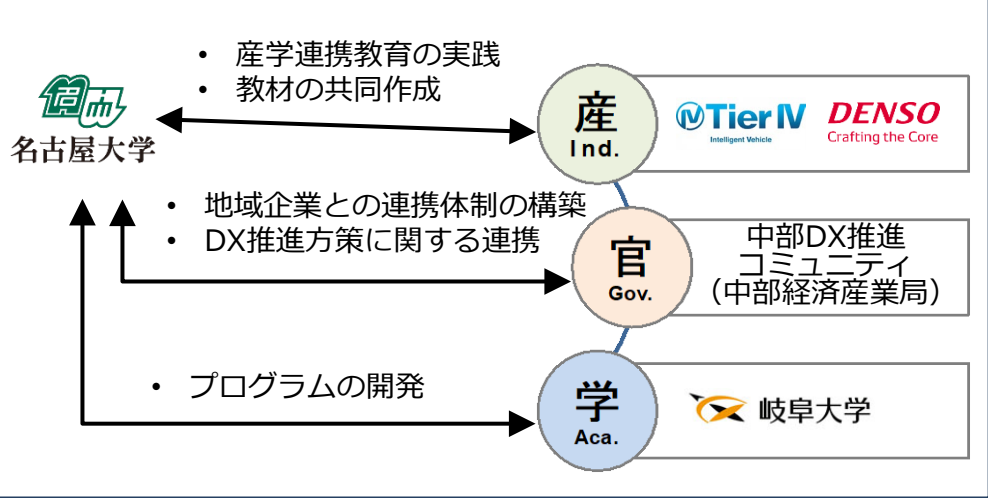 名古屋大学
• 産学連携教育の実践
• 教材の共同作成
産
Ind.
Tier IV
Intelligent Vehicle
DENSO
Crafting the Core
• 地域企業との連携体制の構築
• DX推進方策に関する連携
官
Gov.
中部DX推進
コミュニティ
（中部経済産業局）
• プログラムの開発
学
Aca.
岐阜大学